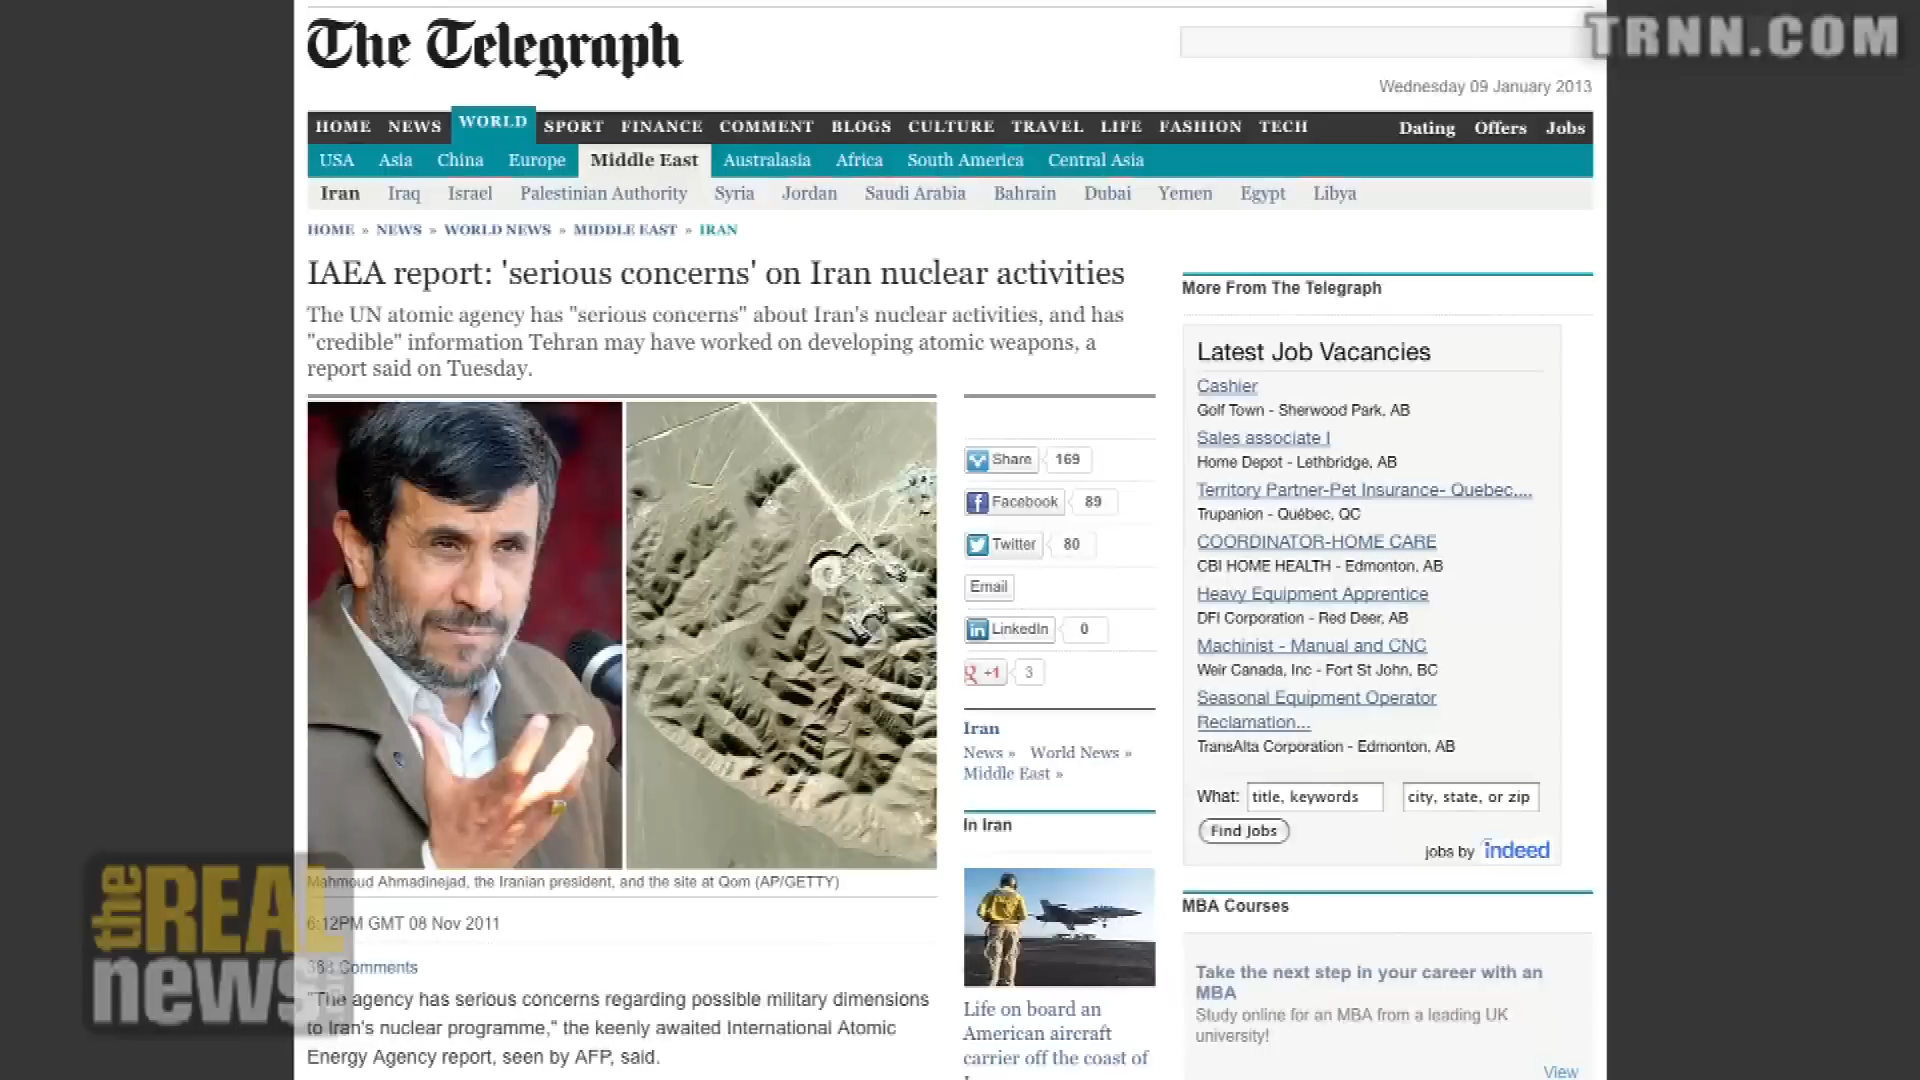 The Telegraph
TRNN.COM
Wednesday 09 January 2013
HOME NEWS WORLD SPORT FINANCE COMMENT BLOGS CULTURE TRAVEL LIFE FASHION TECH Dating Offers Jobs
USA Asia China Europe Middle East Australasia Africa South America Central Asia
Iran Iraq Israel Palestinian Authority Syria Jordan Saudi Arabia Bahrain Dubai Yemen Egypt Libya
HOME » NEWS » WORLD NEWS » MIDDLE EAST » IRAN
IAEA report: 'serious concerns' on Iran nuclear activities
The UN atomic agency has "serious concerns" about Iran's nuclear activities, and has
"credible" information Tehran may have worked on developing atomic weapons, a
report said on Tuesday.
Mahmoud Ahmadinejad, the Iranian president, and the site at Qom (AP/GETTY)
6:12PM GMT 08 Nov 2011
Comments
"The agency has serious concerns regarding possible military dimensions
to Iran's nuclear programme," the keenly awaited International Atomic
Energy Agency report, seen by AFP, said.
the REAL
news
Share 169
Facebook 89
Twitter 80
Email
LinkedIn 0
+1 3
Iran
News » World News »
Middle East »
In Iran
Life on board an
American aircraft
carrier off the coast of
More From The Telegraph
Latest Job Vacancies
Cashier
Golf Town - Sherwood Park, AB
Sales associate I
Home Depot - Lethbridge, AB
Territory Partner-Pet Insurance- Quebec,...
Trupanion - Québec, QC
COORDINATOR-HOME CARE
CBI HOME HEALTH - Edmonton, AB
Heavy Equipment Apprentice
DFI Corporation - Red Deer, AB
Machinist - Manual and CNC
Weir Canada, Inc - Fort St John, BC
Seasonal Equipment Operator
Reclamation...
TransAlta Corporation - Edmonton, AB
What: title, keywords city, state, or zip
Find Jobs
jobs by indeed
MBA Courses
Take the next step in your career with an
MBA
Study online for an MBA from a leading UK
university!
View